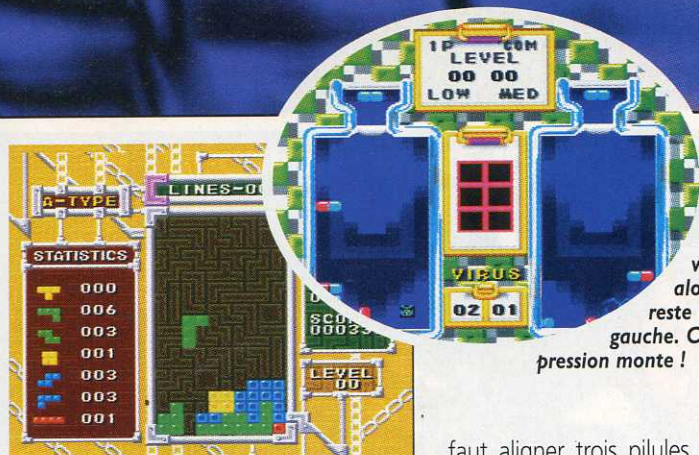 1P COM
LEVEL
00 00
LOW MED
VIRUS
02 01
A-TYPE
LINES-0
STATISTICS
000
006
003
001
003
003
001
LEVEL
00
reste
gauche. C
pression monte !
faut aligner trois pilules